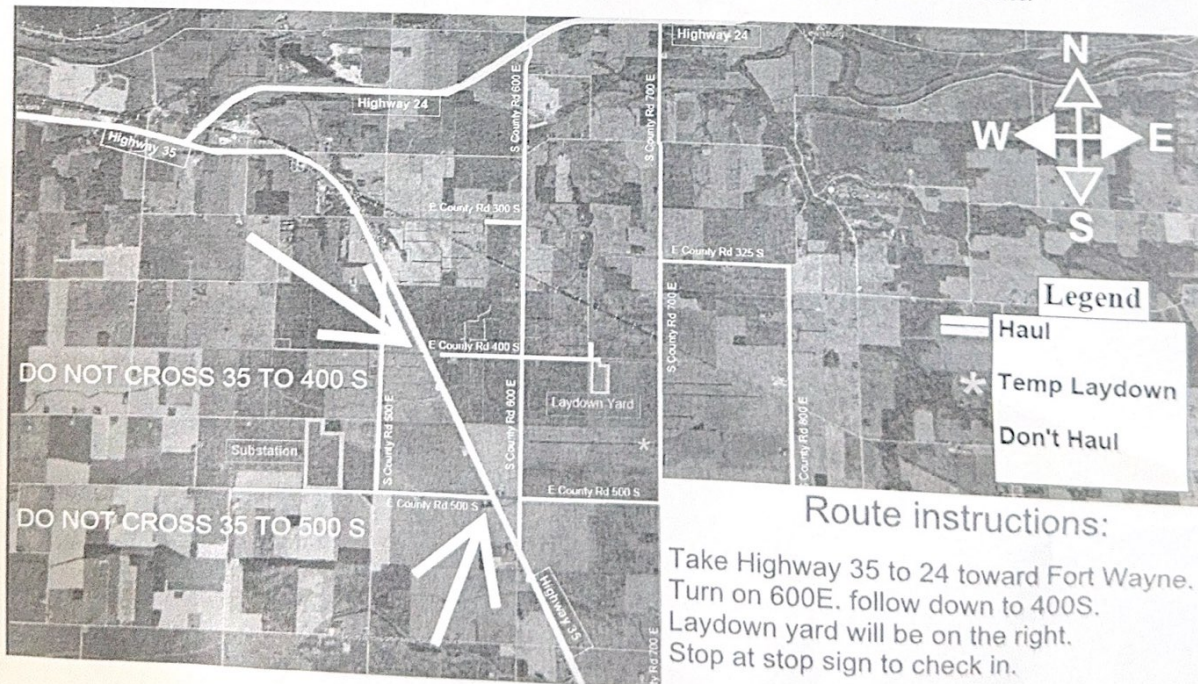 Highway 24
Highway 24
Highway 35
S County Rd 600 E
S County Rd 700 E
N
W
E
S
E County Rd 300 S
E County Rd 325 S
S County Rd 700 E
Legend
Haul
Temp Laydown
Don't Haul
E County Rd 400 S
DO NOT CROSS 35 TO 400 S
S County Rd 500 E
S County Rd 600 E
Laydown Yard
S County Rd 800 E
Substation
E County Rd 500 S
E County Rd 500 S
DO NOT CROSS 35 TO 500 S
Highway 35
Co Rd 700 E
Route instructions:
Take Highway 35 to 24 toward Fort Wayne.
Turn on 600E. follow down to 400S.
Laydown yard will be on the right.
Stop at stop sign to check in.